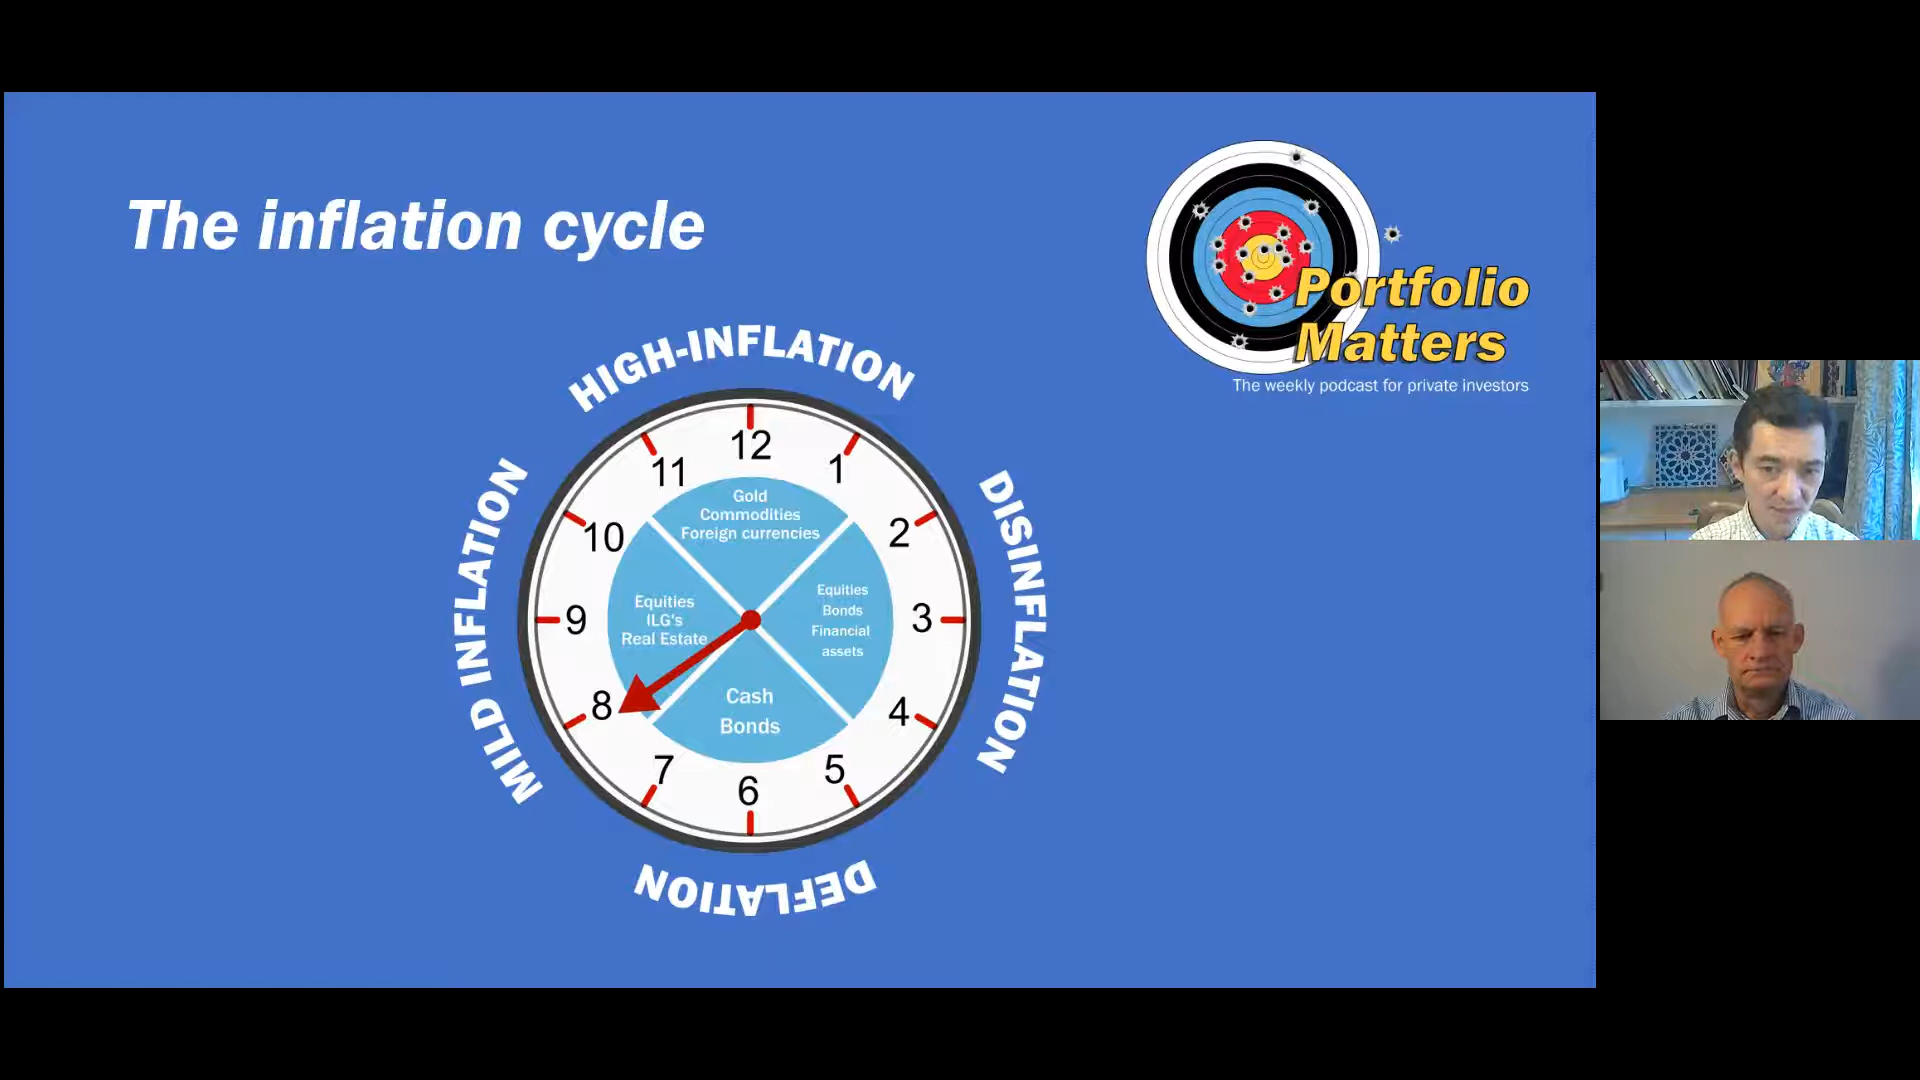 The inflation cycle
Portfolio
Matters
The weekly podcast for private investors
HIGH-INFLATION
DISINFLATION
DEFLATION
MILD INFLATION
12
1
2
3
4
5
6
7
8
9
10
11
Gold
Commodities
Foreign currencies
Equities
Bonds
Financial
assets
Cash
Bonds
Equities
ILG's
Real Estate